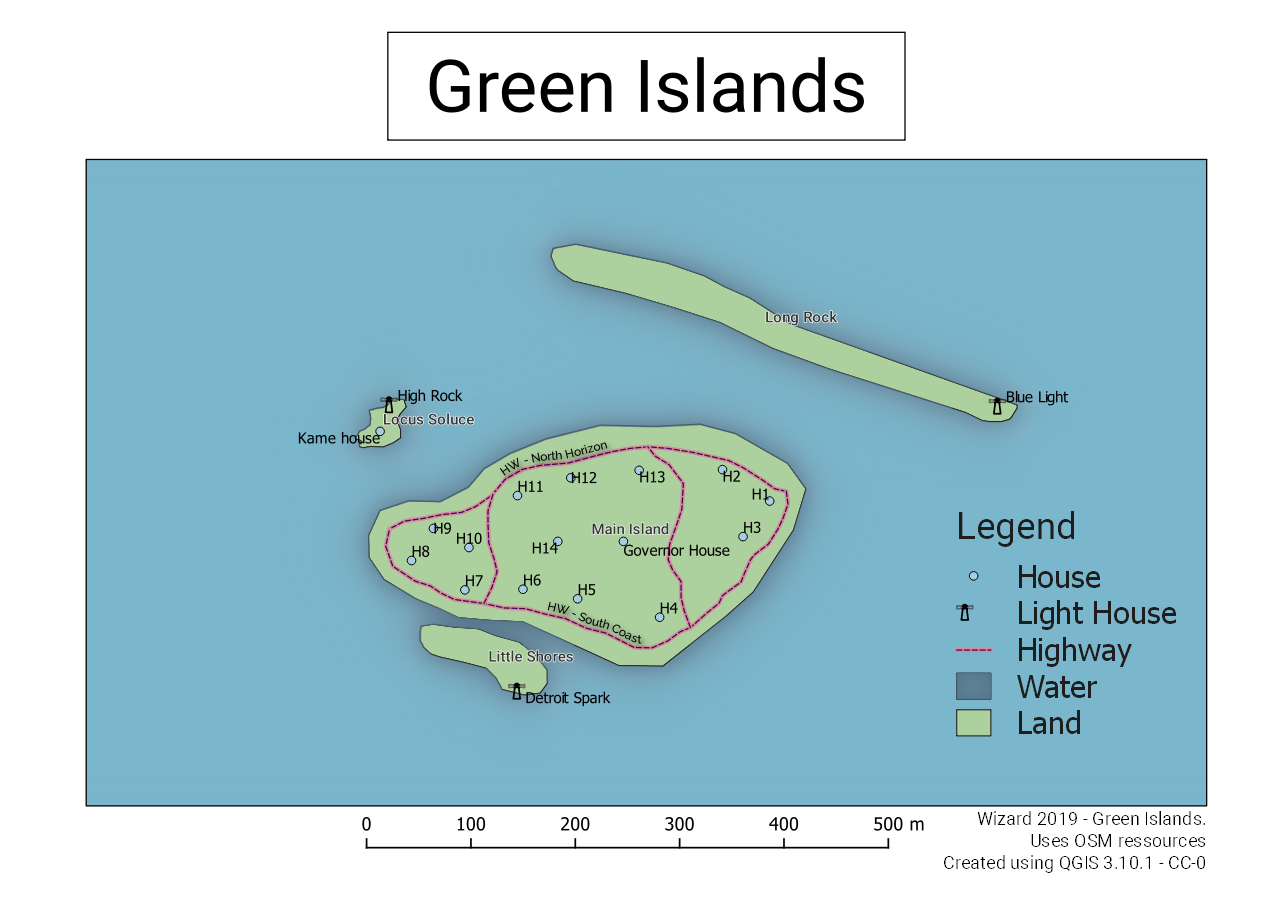 Green Islands
Long Rock
High Rock
Blue Light
Locus Soluce
Kame house
HW - North Horizon
H12
H13
H2
H11
H1
H9
H3
Main Island
H10
H14
Governor House
H8
H7
H6
H5
H4
HW - South Coast
Little Shores
Detroit Spark
Legend
House
Light House
Highway
Water
Land
0 100 200 300 400 500 m
Wizard 2019 - Green Islands.
Uses OSM ressources
Created using QGIS 3.10.1 - CC-0